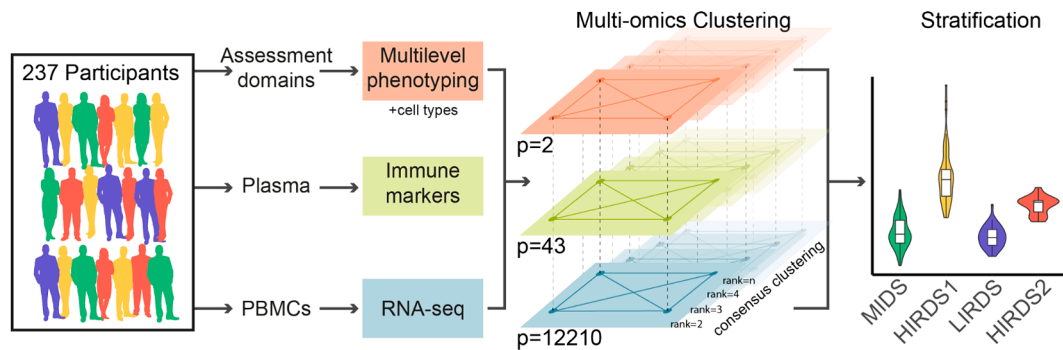 Multi-omics Clustering
Stratification
237 Participants
Assessment
domains
Multilevel
phenotyping
+cell types
p=2
Plasma
Immune
markers
p=43
PBMCs
RNA-seq
p=12210
rank=n
rank=4
rank=3
rank=2
consensus clustering
MIDS
HIRDS1
LIRDS
HIRDS2